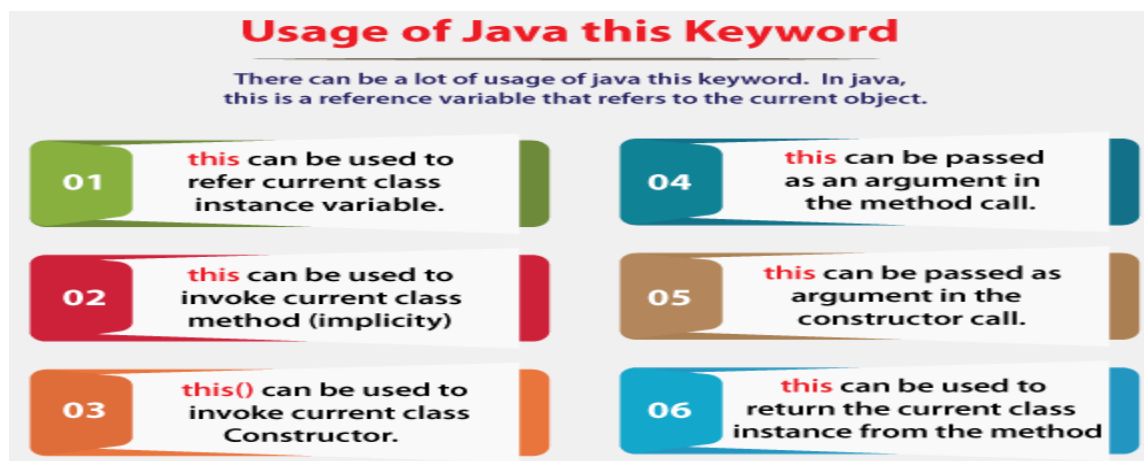 Usage of Java this Keyword
There can be a lot of usage of java this keyword. In java,
this is a reference variable that refers to the current object.
01
this can be used to
refer current class
instance variable.
02
this can be used to
invoke current class
method (implicity)
03
this() can be used to
invoke current class
Constructor.
04
this can be passed
as an argument in
the method call.
05
this can be passed as
argument in the
constructor call.
06
this can be used to
return the current class
instance from the method